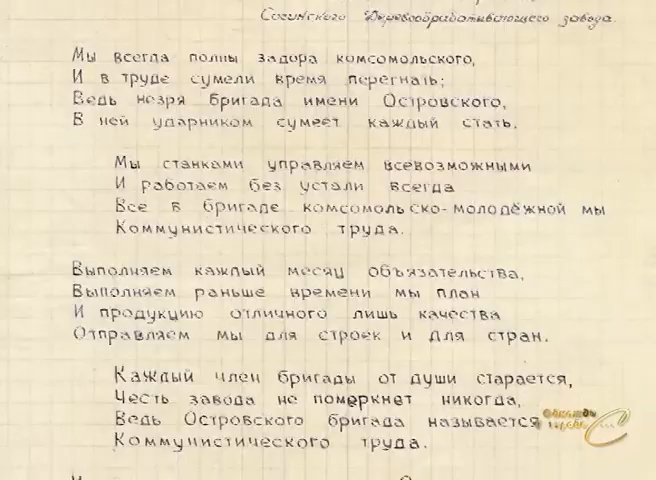 Сочинского Деревообрабатывающего завода.
Мы всегда полны задора комсомольского,
И в труде сумели время перегнать;
Ведь незря бригада имени Островского,
В ней ударником сумеет каждый стать.
Мы станками управляем всевозможными
И работаем без устали всегда
Все в бригаде комсомольско-молодёжной мы
Коммунистического труда.
Выполняем каждый месяц обязательства,
Выполняем раньше времени мы план
И продукцию отличного лишь качества
Отправляем мы для строек и для стран.
Каждый член бригады от души старается,
Честь завода не померкнет никогда,
Ведь Островского бригада называется
Коммунистического труда.